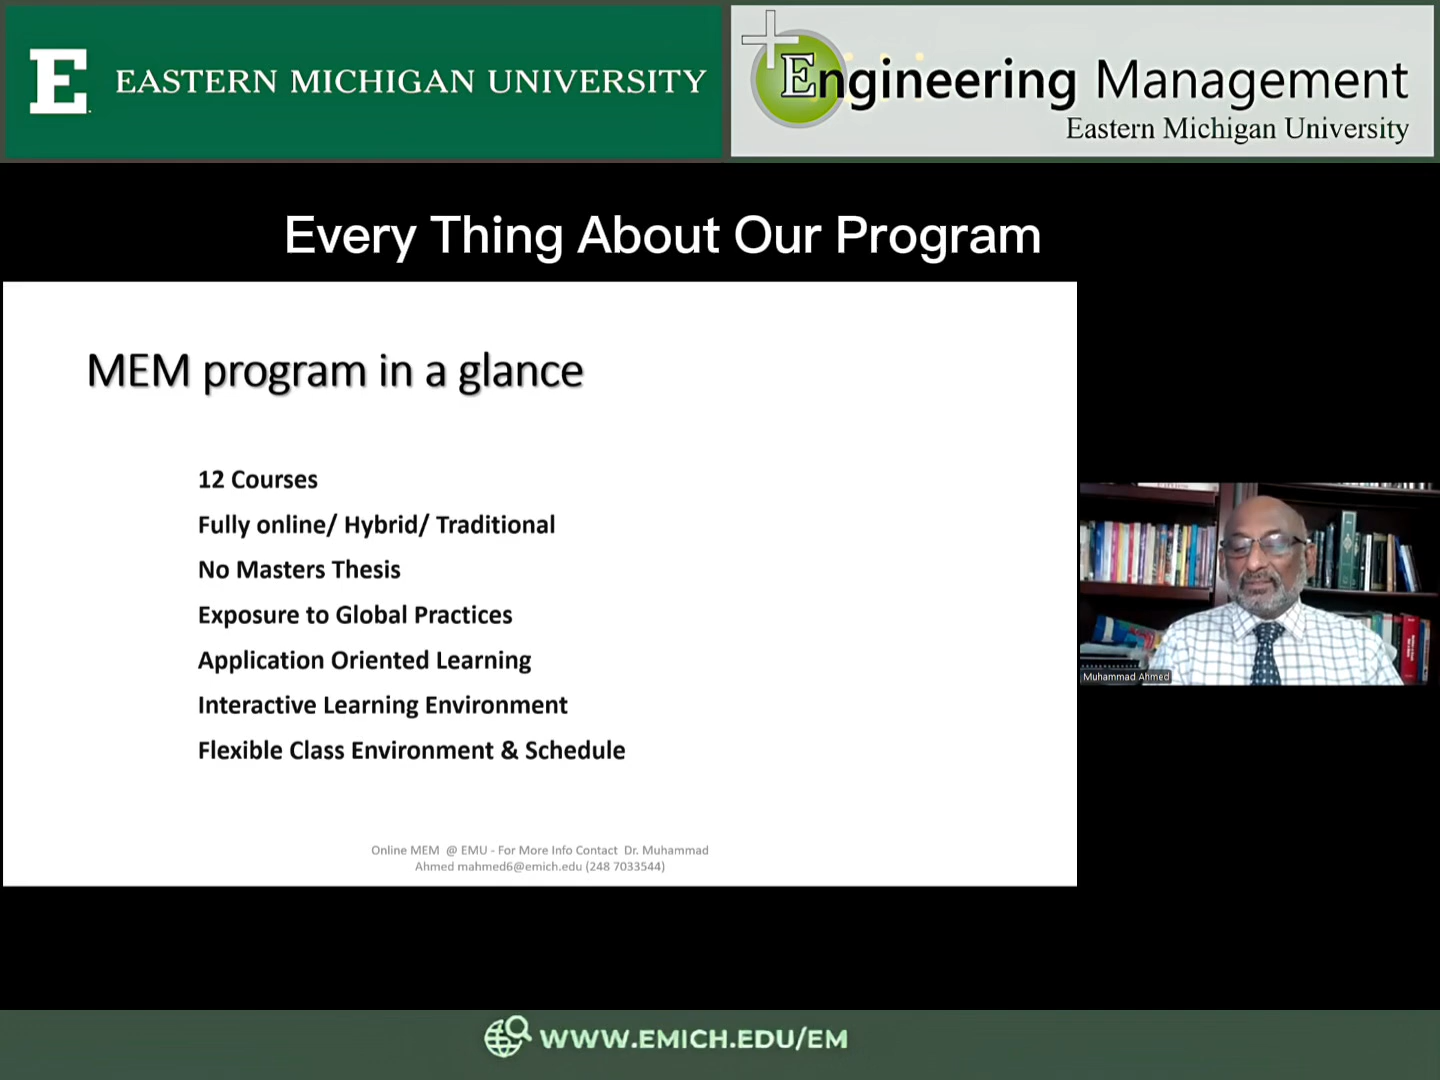 E EASTERN MICHIGAN UNIVERSITY
Engineering Management
Eastern Michigan University
Every Thing About Our Program
MEM program in a glance
12 Courses
Fully online/ Hybrid/ Traditional
No Masters Thesis
Exposure to Global Practices
Application Oriented Learning
Interactive Learning Environment
Flexible Class Environment & Schedule
Online MEM @ EMU - For More Info Contact Dr. Muhammad
Ahmed mahmed6@emich.edu (248 7033544)
Muhammad Ahmed
WWW.EMICH.EDU/EM